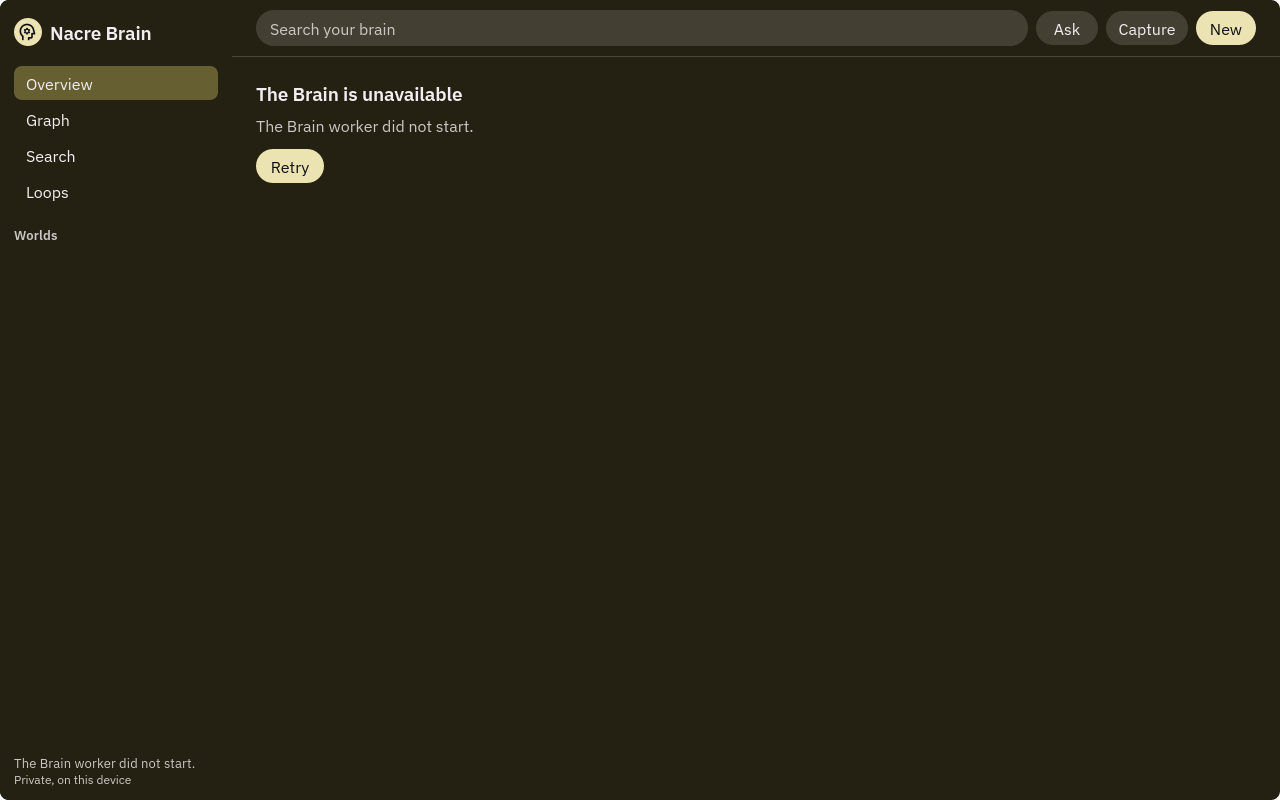 Nacre Brain
Search your brain
Ask
Capture
New
Overview
Graph
Search
Loops
Worlds
The Brain is unavailable
The Brain worker did not start.
Retry
The Brain worker did not start.
Private, on this device